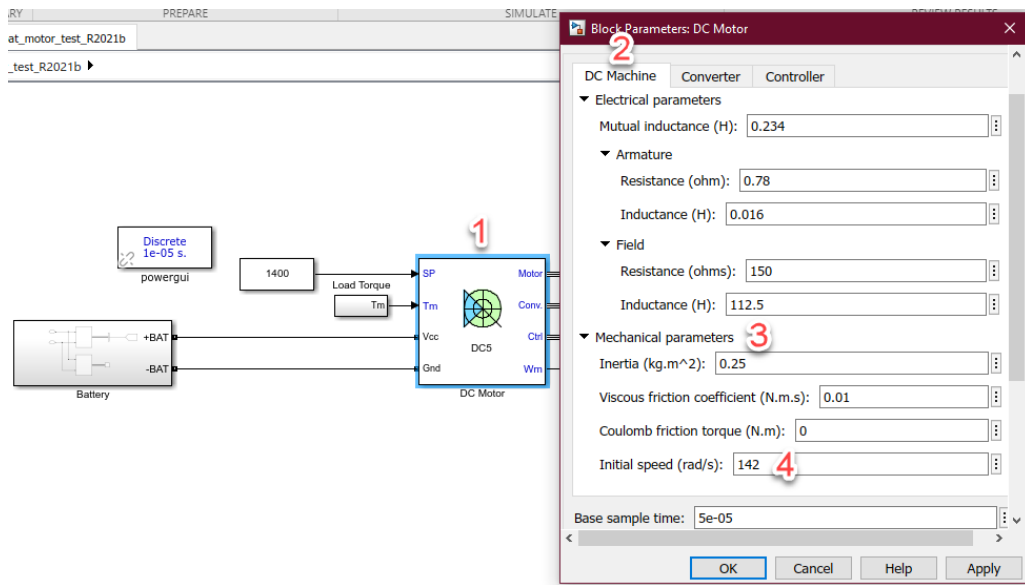 ARY
PREPARE
SIMULATE
REVIEW RESULTS
at_motor_test_R2021b
_test_R2021b
Discrete
1e-05 s.
powergui
1400
Load Torque
Tm
+BAT
-BAT
Battery
1
SP
Tm
Vcc
Gnd
DC5
Motor
Conv.
Ctrl
Wm
DC Motor
Block Parameters: DC Motor
2
DC Machine
Converter
Controller
Electrical parameters
Mutual inductance (H): 0.234
Armature
Resistance (ohm): 0.78
Inductance (H): 0.016
Field
Resistance (ohms): 150
Inductance (H): 112.5
Mechanical parameters 3
Inertia (kg.m^2): 0.25
Viscous friction coefficient (N.m.s): 0.01
Coulomb friction torque (N.m): 0
Initial speed (rad/s): 142 4
Base sample time: 5e-05
OK
Cancel
Help
Apply